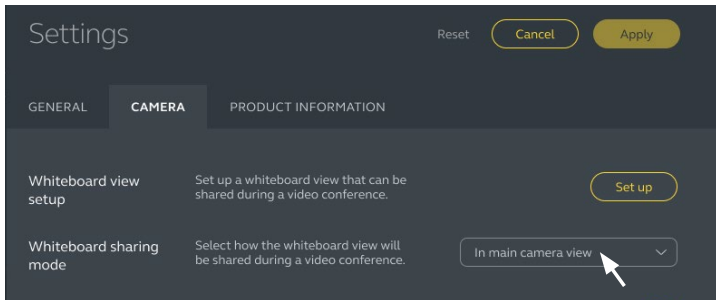 Settings
Reset
Cancel
Apply
GENERAL
CAMERA
PRODUCT INFORMATION
Whiteboard view
setup
Set up a whiteboard view that can be
shared during a video conference.
Set up
Whiteboard sharing
mode
Select how the whiteboard view will
be shared during a video conference.
In main camera view